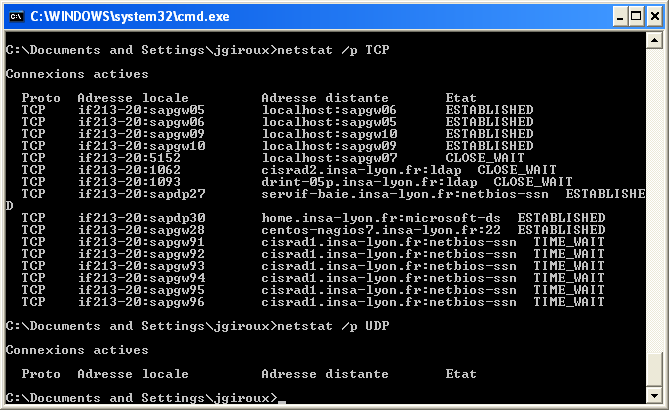 C:\WINDOWS\system32\cmd.exe
C:\Documents and Settings\jgiroux>netstat /p TCP
Connexions actives
Proto Adresse locale Adresse distante Etat
TCP if213-20:sapgw05 localhost:sapgw06 ESTABLISHED
TCP if213-20:sapgw06 localhost:sapgw05 ESTABLISHED
TCP if213-20:sapgw09 localhost:sapgw10 ESTABLISHED
TCP if213-20:sapgw10 localhost:sapgw09 ESTABLISHED
TCP if213-20:5152 localhost:sapgw07 CLOSE_WAIT
TCP if213-20:1062 cisrad2.insa-lyon.fr:ldap CLOSE_WAIT
TCP if213-20:1093 drint-05p.insa-lyon.fr:ldap CLOSE_WAIT
TCP if213-20:sapdp27 servif-baie.insa-lyon.fr:netbios-ssn ESTABLISHE
D
TCP if213-20:sapdp30 home.insa-lyon.fr:microsoft-ds ESTABLISHED
TCP if213-20:sapgw28 centos-nagios7.insa-lyon.fr:22 ESTABLISHED
TCP if213-20:sapgw91 cisrad1.insa-lyon.fr:netbios-ssn TIME_WAIT
TCP if213-20:sapgw92 cisrad1.insa-lyon.fr:netbios-ssn TIME_WAIT
TCP if213-20:sapgw93 cisrad1.insa-lyon.fr:netbios-ssn TIME_WAIT
TCP if213-20:sapgw94 cisrad1.insa-lyon.fr:netbios-ssn TIME_WAIT
TCP if213-20:sapgw95 cisrad1.insa-lyon.fr:netbios-ssn TIME_WAIT
TCP if213-20:sapgw96 cisrad1.insa-lyon.fr:netbios-ssn TIME_WAIT
C:\Documents and Settings\jgiroux>netstat /p UDP
Connexions actives
Proto Adresse locale Adresse distante Etat
C:\Documents and Settings\jgiroux>_